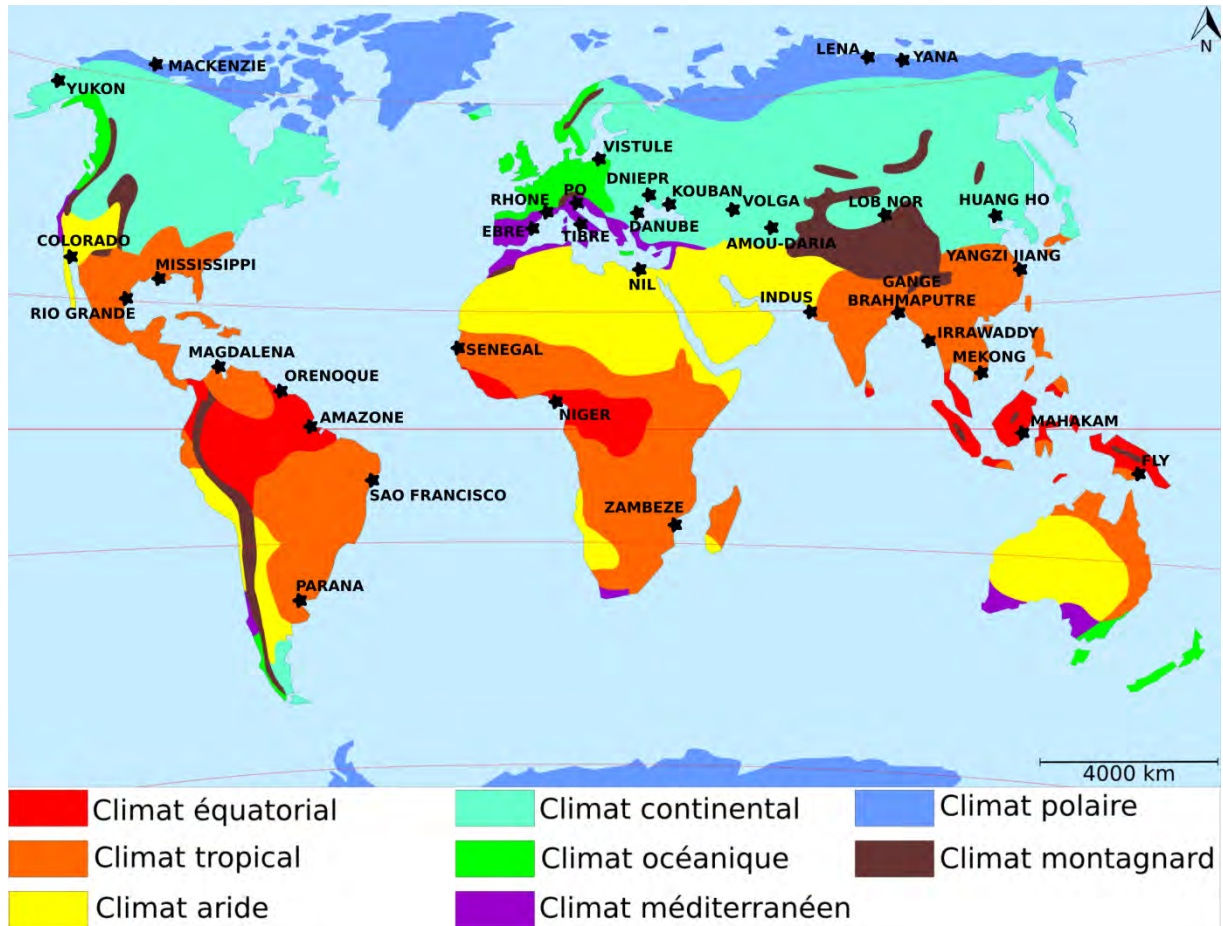 N
LENA
YANA
MACKENZIE
YUKON
VISTULE
DNIEPR
PO
KOUBAN
RHONE
VOLGA
LOB NOR
HUANG HO
EBRE
TIBRE
DANUBE
AMOU-DARIA
COLORADO
MISSISSIPPI
YANGZI JIANG
NIL
GANGE
INDUS
BRAHMAPUTRE
RIO GRANDE
IRRAWADDY
MAGDALENA
SENEGAL
MEKONG
ORENOQUE
AMAZONE
NIGER
MAHAKAM
FLY
SAO FRANCISCO
ZAMBEZE
PARANA
4000 km
Climat équatorial
Climat continental
Climat polaire
Climat tropical
Climat océanique
Climat montagnard
Climat aride
Climat méditerranéen